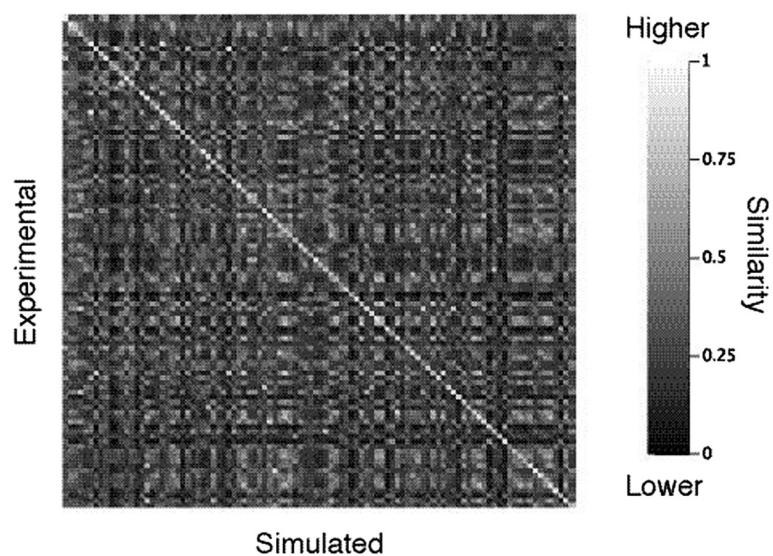 Higher
1
0.75
0.5
0.25
0
Similarity
Lower
Experimental
Simulated